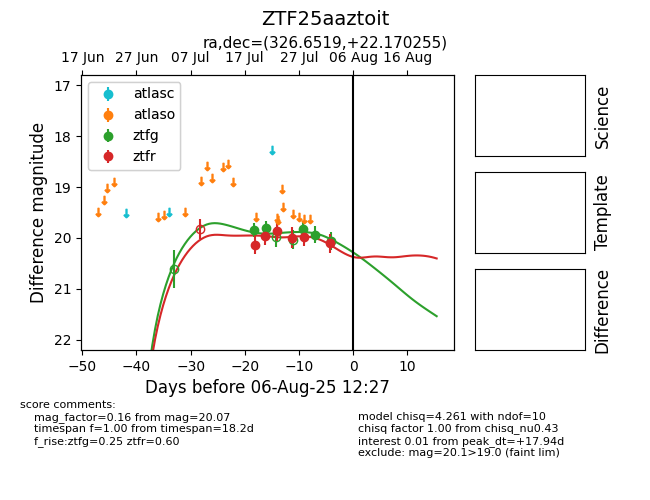 ZTF25aaztoit
ra,dec=(326.6519,+22.170255)
17 Jun 27 Jun 07 Jul 17 Jul 27 Jul 06 Aug 16 Aug
17
18
19
20
21
22
Difference magnitude
atlasc
atlaso
ztfg
ztfr
−50 −40 −30 −20 −10 0 10
Days before 06-Aug-25 12:27
Science
Template
Difference
score comments:
mag_factor=0.16 from mag=20.07
timespan f=1.00 from timespan=18.2d
f_rise:ztfg=0.25 ztfr=0.60
model chisq=4.261 with ndof=10
chisq factor 1.00 from chisq_nu0.43
interest 0.01 from peak_dt=+17.94d
exclude: mag=20.1>19.0 (faint lim)